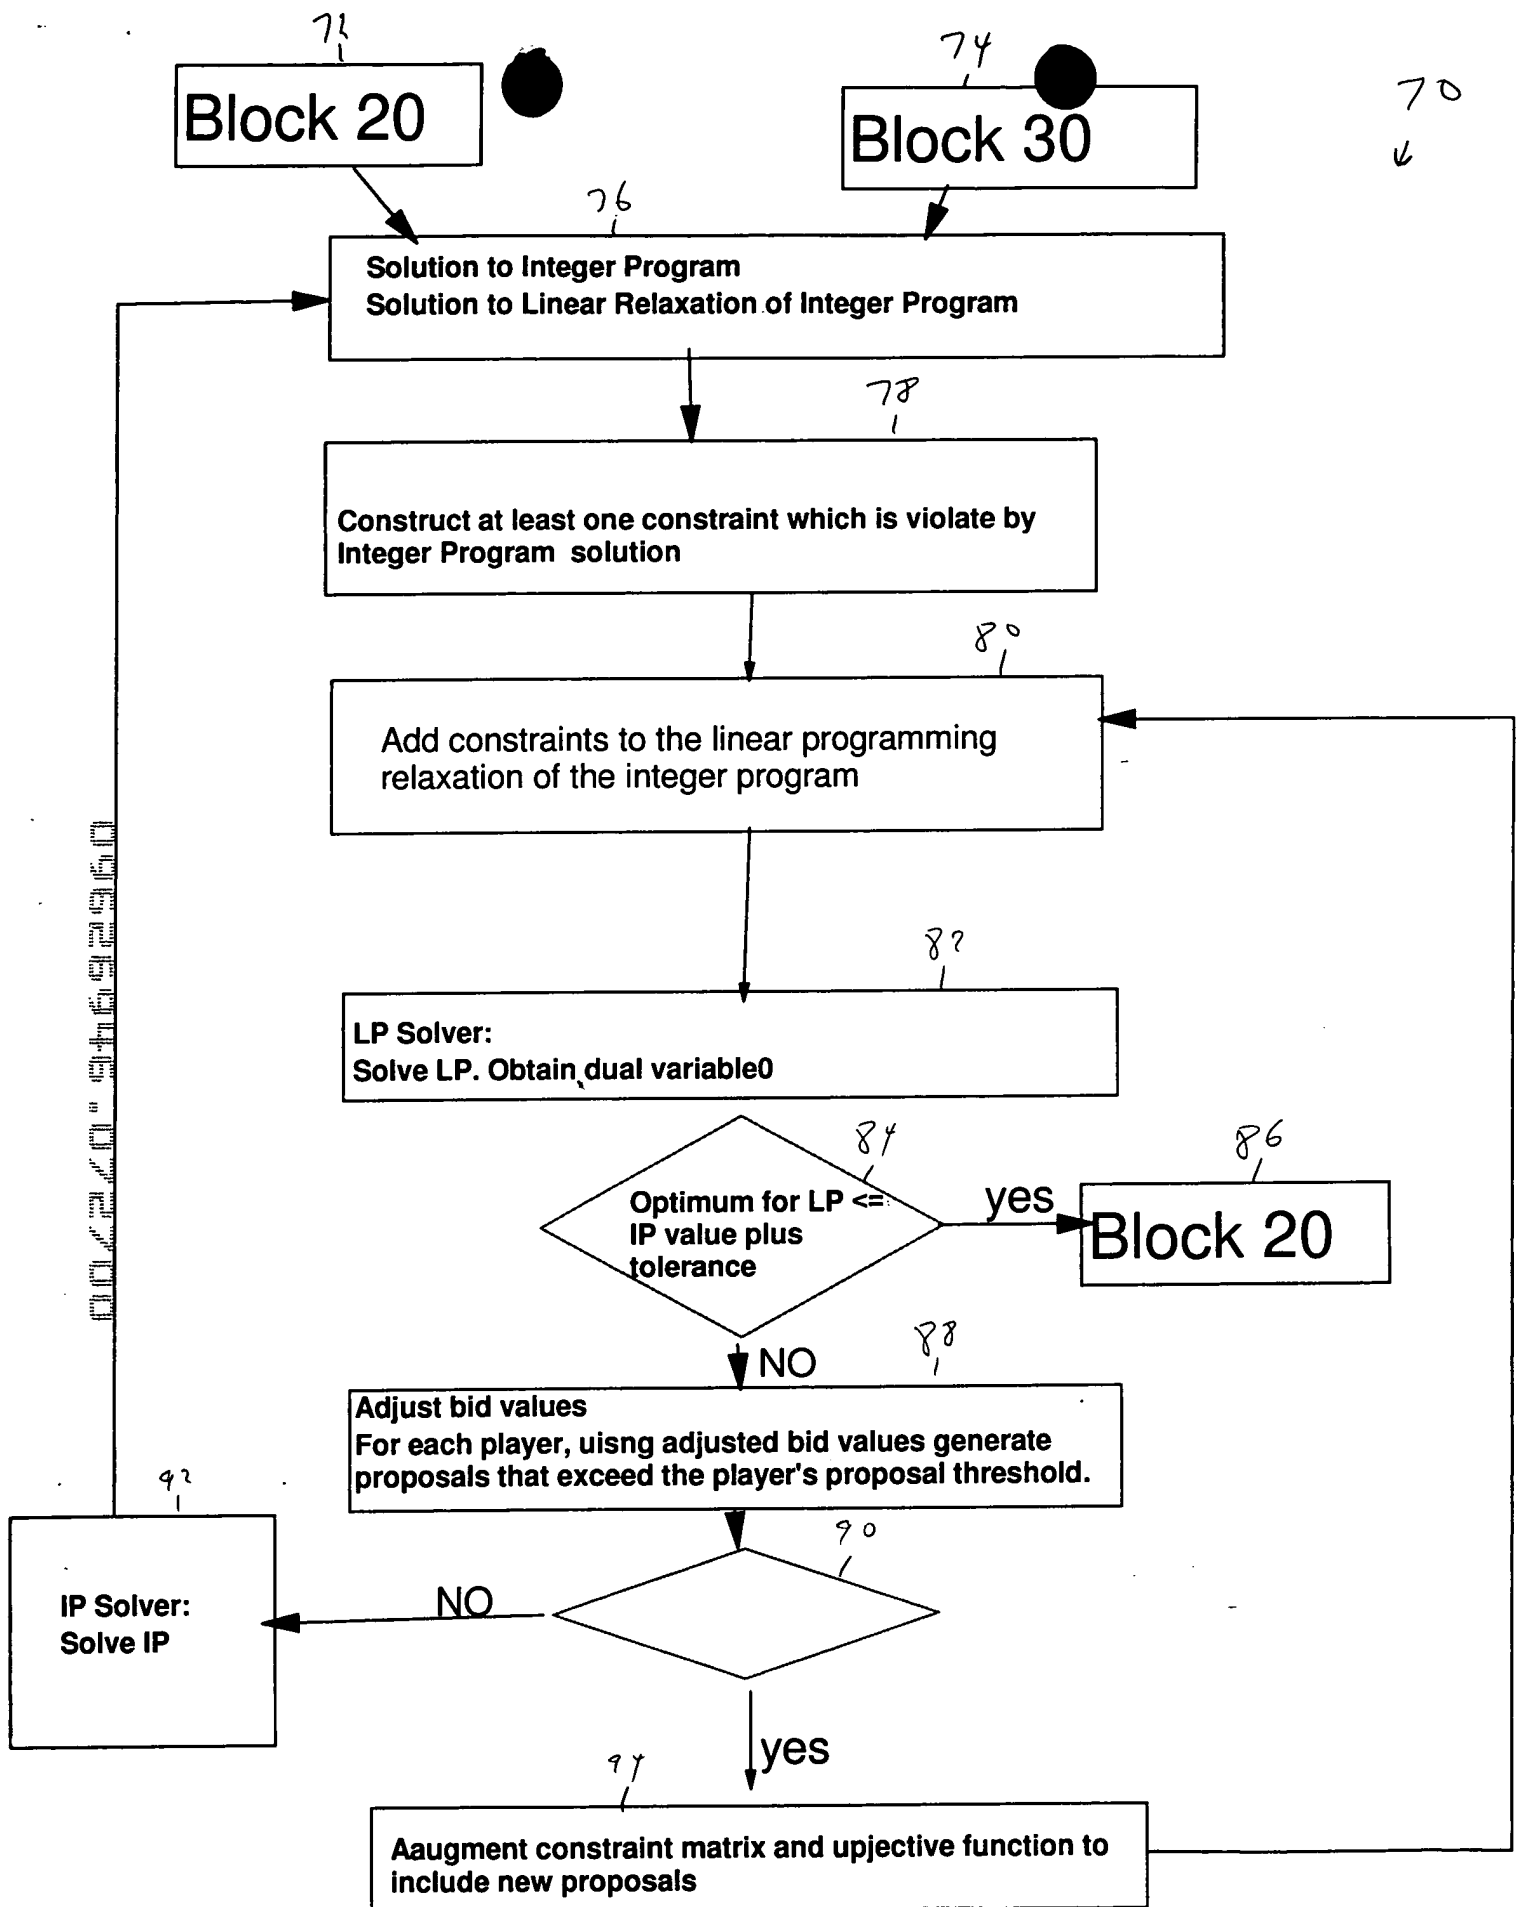 72
74
70
Block 20
Block 30
76
Solution to Integer Program
Solution to Linear Relaxation of Integer Program
78
Construct at least one constraint which is violate by
Integer Program solution
80
Add constraints to the linear programming
relaxation of the integer program
82
LP Solver:
Solve LP. Obtain dual variable0
84
86
Optimum for LP <=
IP value plus
tolerance
yes
Block 20
NO
88
Adjust bid values
For each player, uisng adjusted bid values generate
proposals that exceed the player's proposal threshold.
92
90
IP Solver:
Solve IP
NO
yes
94
Aaugment constraint matrix and upjective function to
include new proposals
09626946.072700